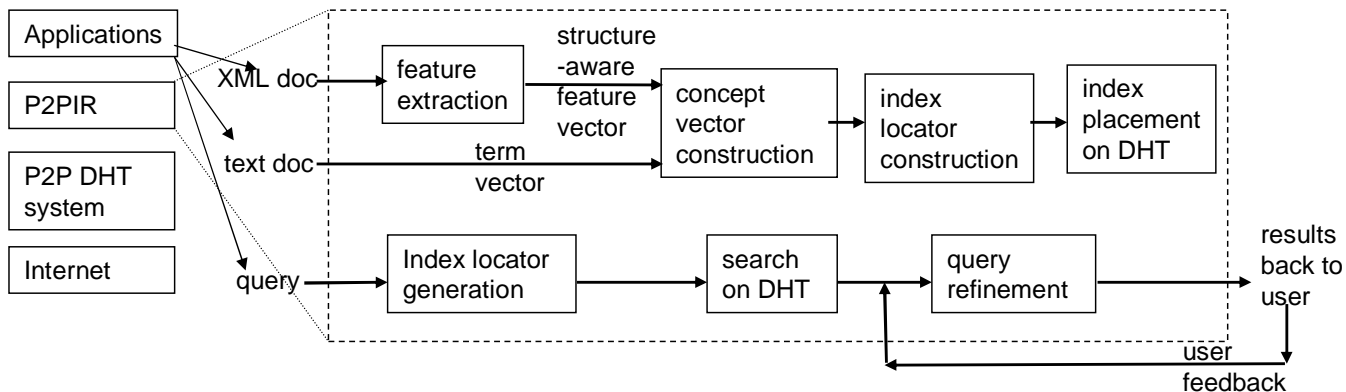 Applications
P2PIR
P2P DHT
system
Internet
XML doc
text doc
query
feature
extraction
structure
-aware
feature
vector
term
vector
concept
vector
construction
index
locator
construction
index
placement
on DHT
Index locator
generation
search
on DHT
query
refinement
results
back to
user
user
feedback